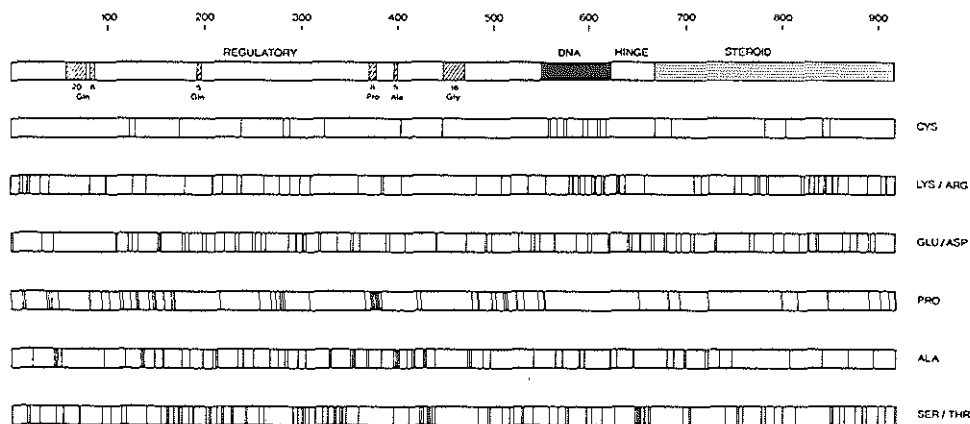 100 200 300 400 500 600 700 800 900
REGULATORY DNA HINGE STEROID
20 8 5 8 5 16
Gln Gln Pro Ala Gly
CYS
LYS / ARG
GLU/ASP
PRO
ALA
SER / THR